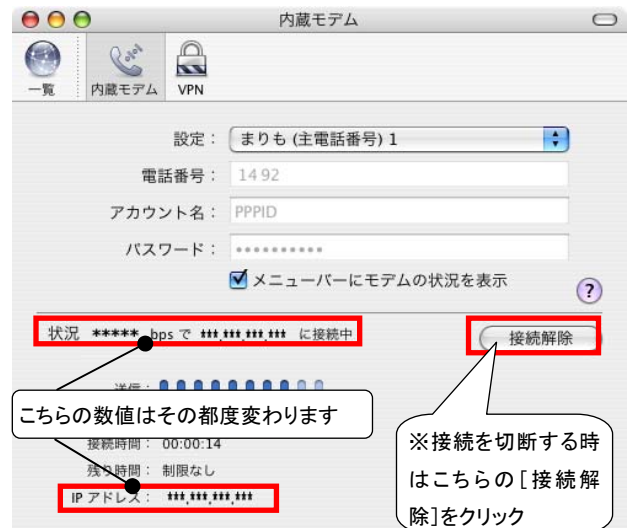 内蔵モデム
一覧
内蔵モデム
VPN
設定：
まりも (主電話番号) 1
電話番号：
1492
アカウント名：
PPPID
パスワード：
••••••••••
メニューバーにモデムの状況を表示
?
状況 ***** bps で ***.***.***.*** に接続中
接続解除
送信：
こちらの数値はその都度変わります
接続時間： 00:00:14
残り時間： 制限なし
IP アドレス： ***.***.***.***
※接続を切断する時
はこちらの［接続解
除］をクリック